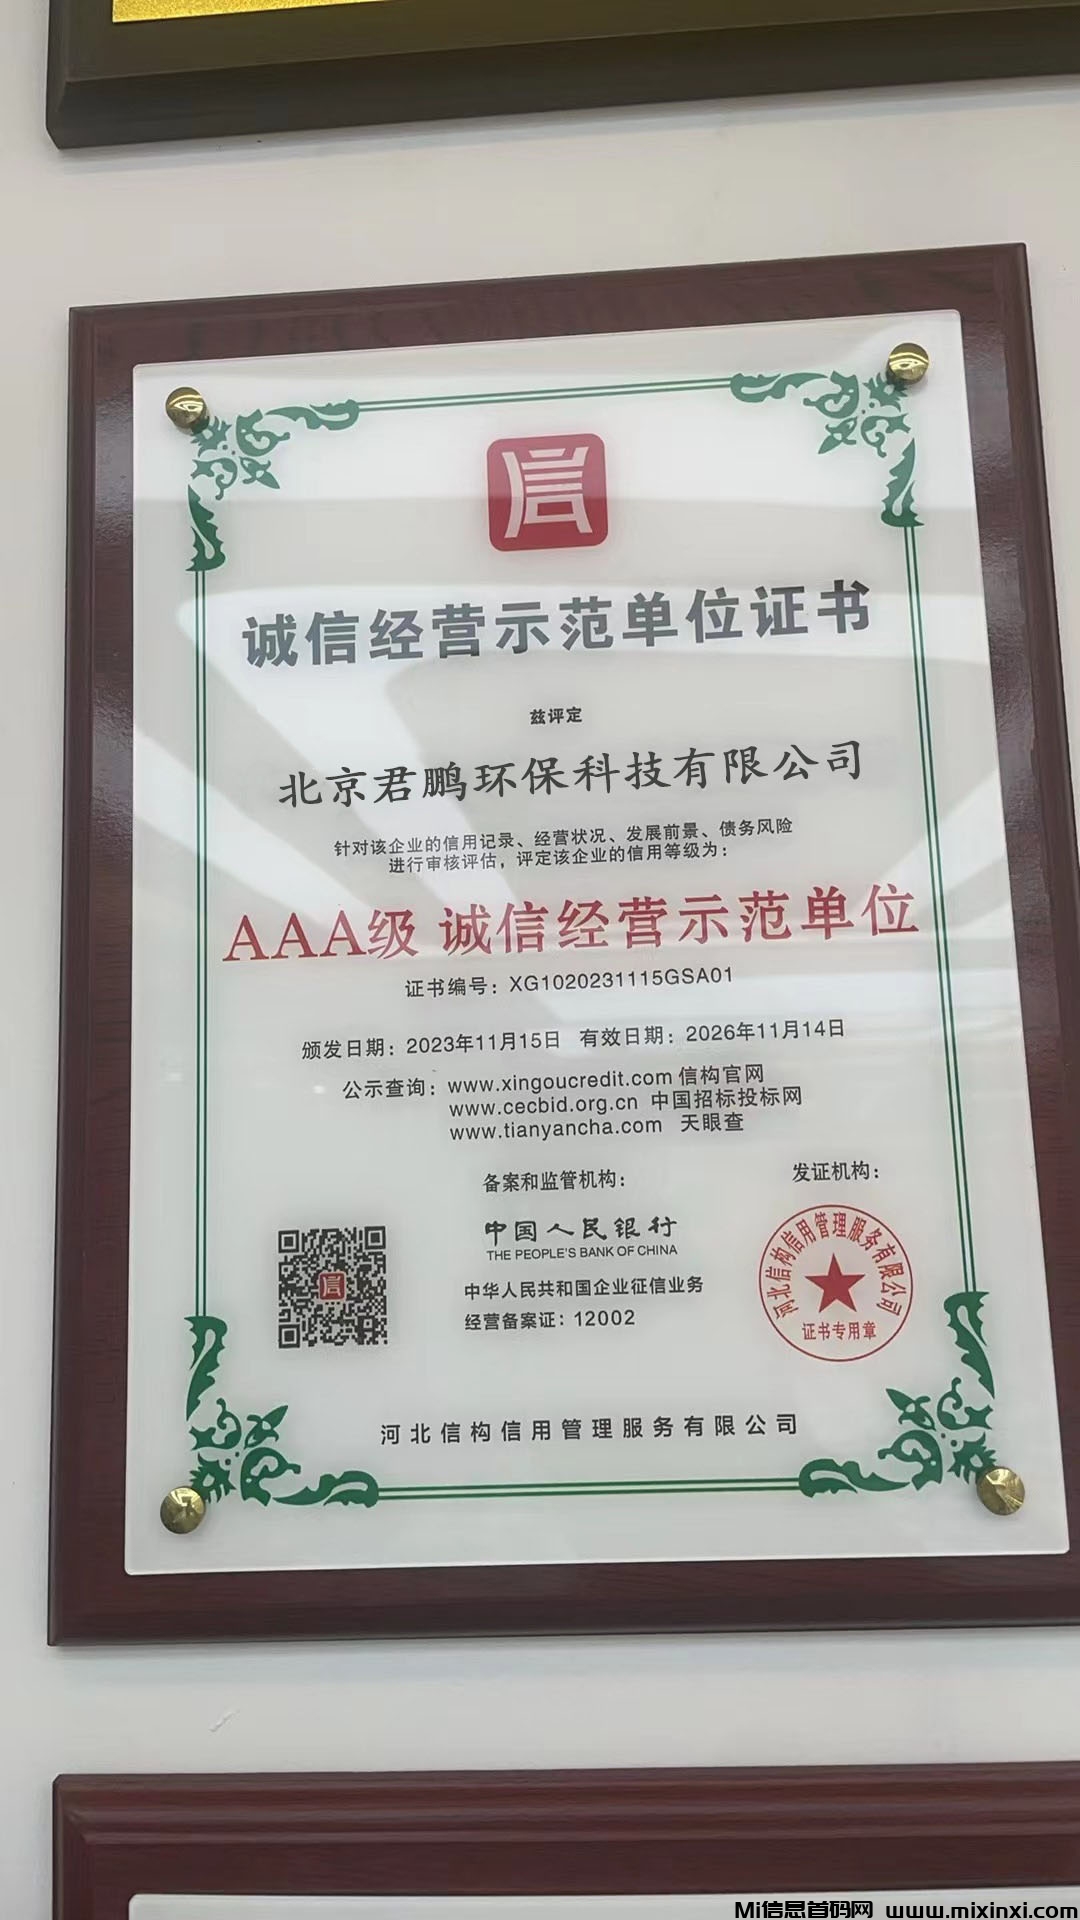 信
诚信经营示范单位证书
兹评定
北京君鹏环保科技有限公司
针对该企业的信用记录、经营状况、发展前景、债务风险
进行审核评估，评定该企业的信用等级为：
AAA级 诚信经营示范单位
证书编号：XG1020231115GSA01
颁发日期：2023年11月15日 有效日期：2026年11月14日
公示查询：www.xingoucredit.com 信构官网
www.cecbid.org.cn 中国招标投标网
www.tianyancha.com 天眼查
备案和监管机构：
发证机构：
中国人民银行
THE PEOPLE'S BANK OF CHINA
中华人民共和国企业征信业务
经营备案证：12002
河北信构信用管理服务有限公司
证书专用章
河北信构信用管理服务有限公司
Mi信息首码网 www.mixinxi.com